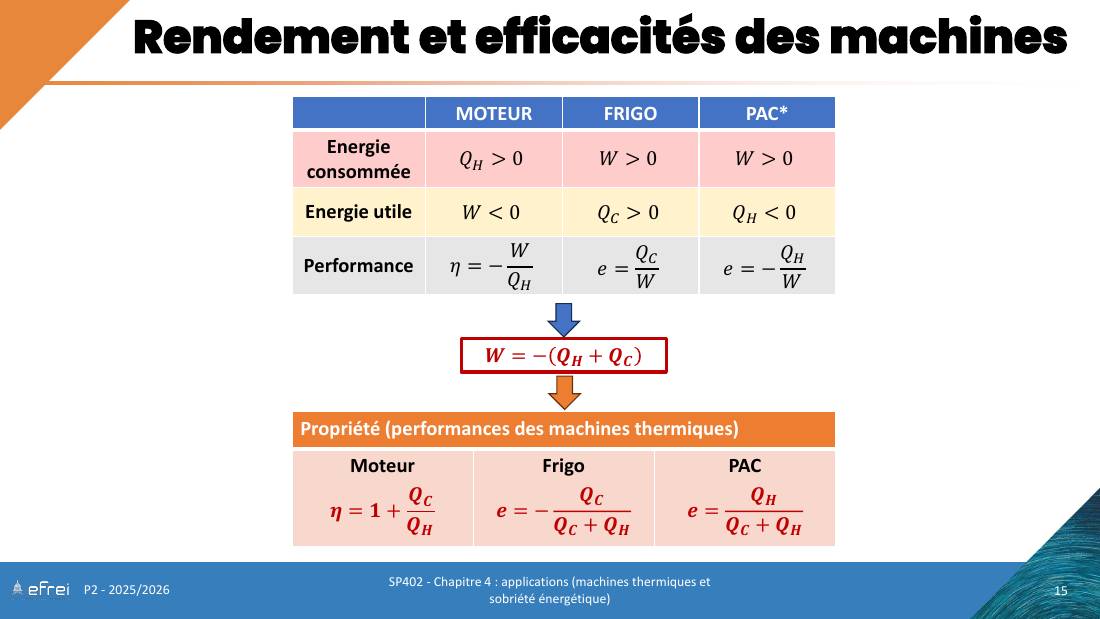 Rendement et efficacités des machines
MOTEUR FRIGO PAC*
Energie
consommée
Q_H > 0 W > 0 W > 0
Energie utile W < 0 Q_C > 0 Q_H < 0
Performance η = −W/Q_H e = Q_C/W e = −Q_H/W
W = −(Q_H + Q_C)
Propriété (performances des machines thermiques)
Moteur Frigo PAC
η = 1 + Q_C/Q_H e = −Q_C/(Q_C + Q_H) e = Q_H/(Q_C + Q_H)
efrei P2 - 2025/2026
SP402 - Chapitre 4 : applications (machines thermiques et
sobriété énergétique)
15